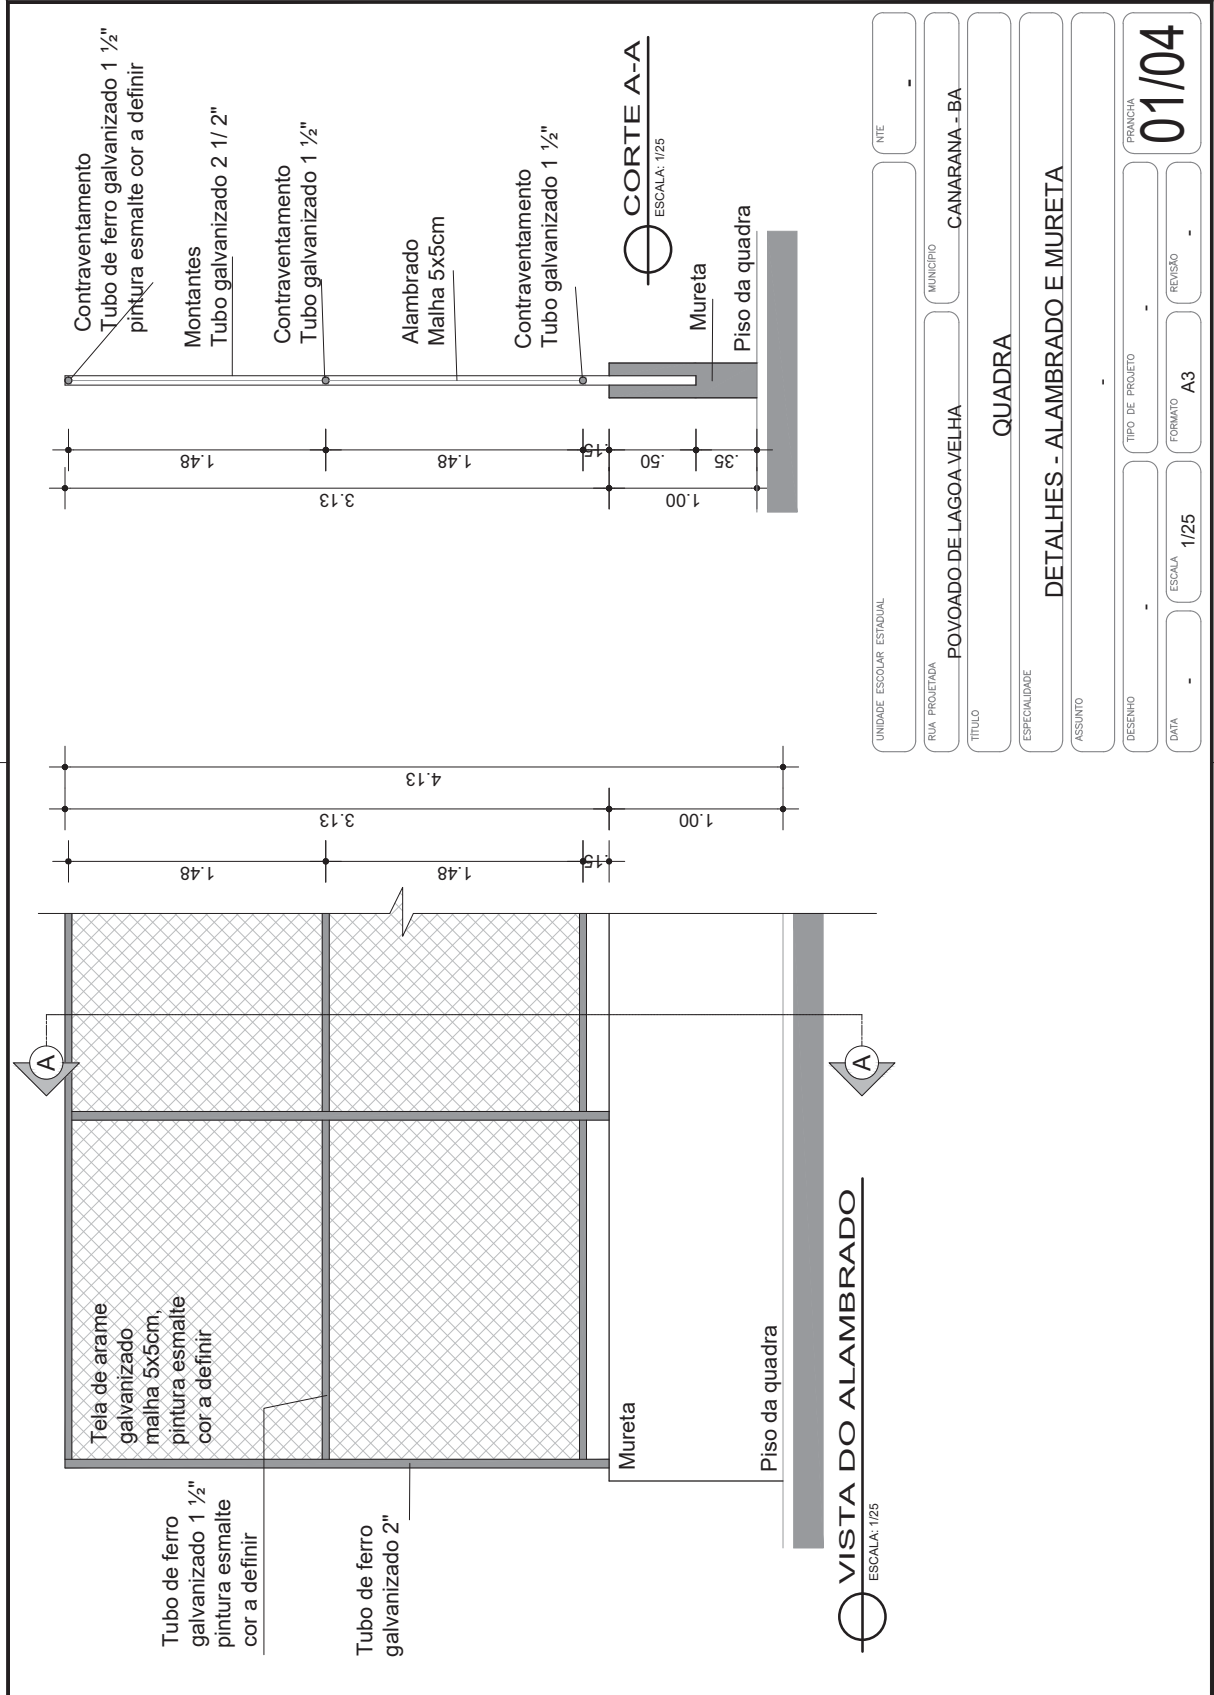 Tubo de ferro
galvanizado 1 ½"
pintura esmalte
cor a definir
Tubo de ferro
galvanizado 2"
Tela de arame
galvanizado
malha 5x5cm,
pintura esmalte
cor a definir
Mureta
Piso da quadra
A
A
1.48
1.48
.15
3.13
1.00
4.13
VISTA DO ALAMBRADO
ESCALA: 1/25
Contraventamento
Tubo de ferro galvanizado 1 ½"
pintura esmalte cor a definir
Montantes
Tubo galvanizado 2 1/ 2"
Contraventamento
Tubo galvanizado 1 ½"
Alambrado
Malha 5x5cm
Contraventamento
Tubo galvanizado 1 ½"
Mureta
Piso da quadra
1.48
1.48
.15
.50
.35
3.13
1.00
CORTE A-A
ESCALA: 1/25
UNIDADE ESCOLAR ESTADUAL
NTE
-
RUA PROJETADA
POVOADO DE LAGOA VELHA
MUNICÍPIO
CANARANA - BA
TÍTULO
QUADRA
ESPECIALIDADE
DETALHES - ALAMBRADO E MURETA
ASSUNTO
-
DESENHO
-
TIPO DE PROJETO
-
PRANCHA
01/04
DATA
-
ESCALA
1/25
FORMATO
A3
REVISÃO
-